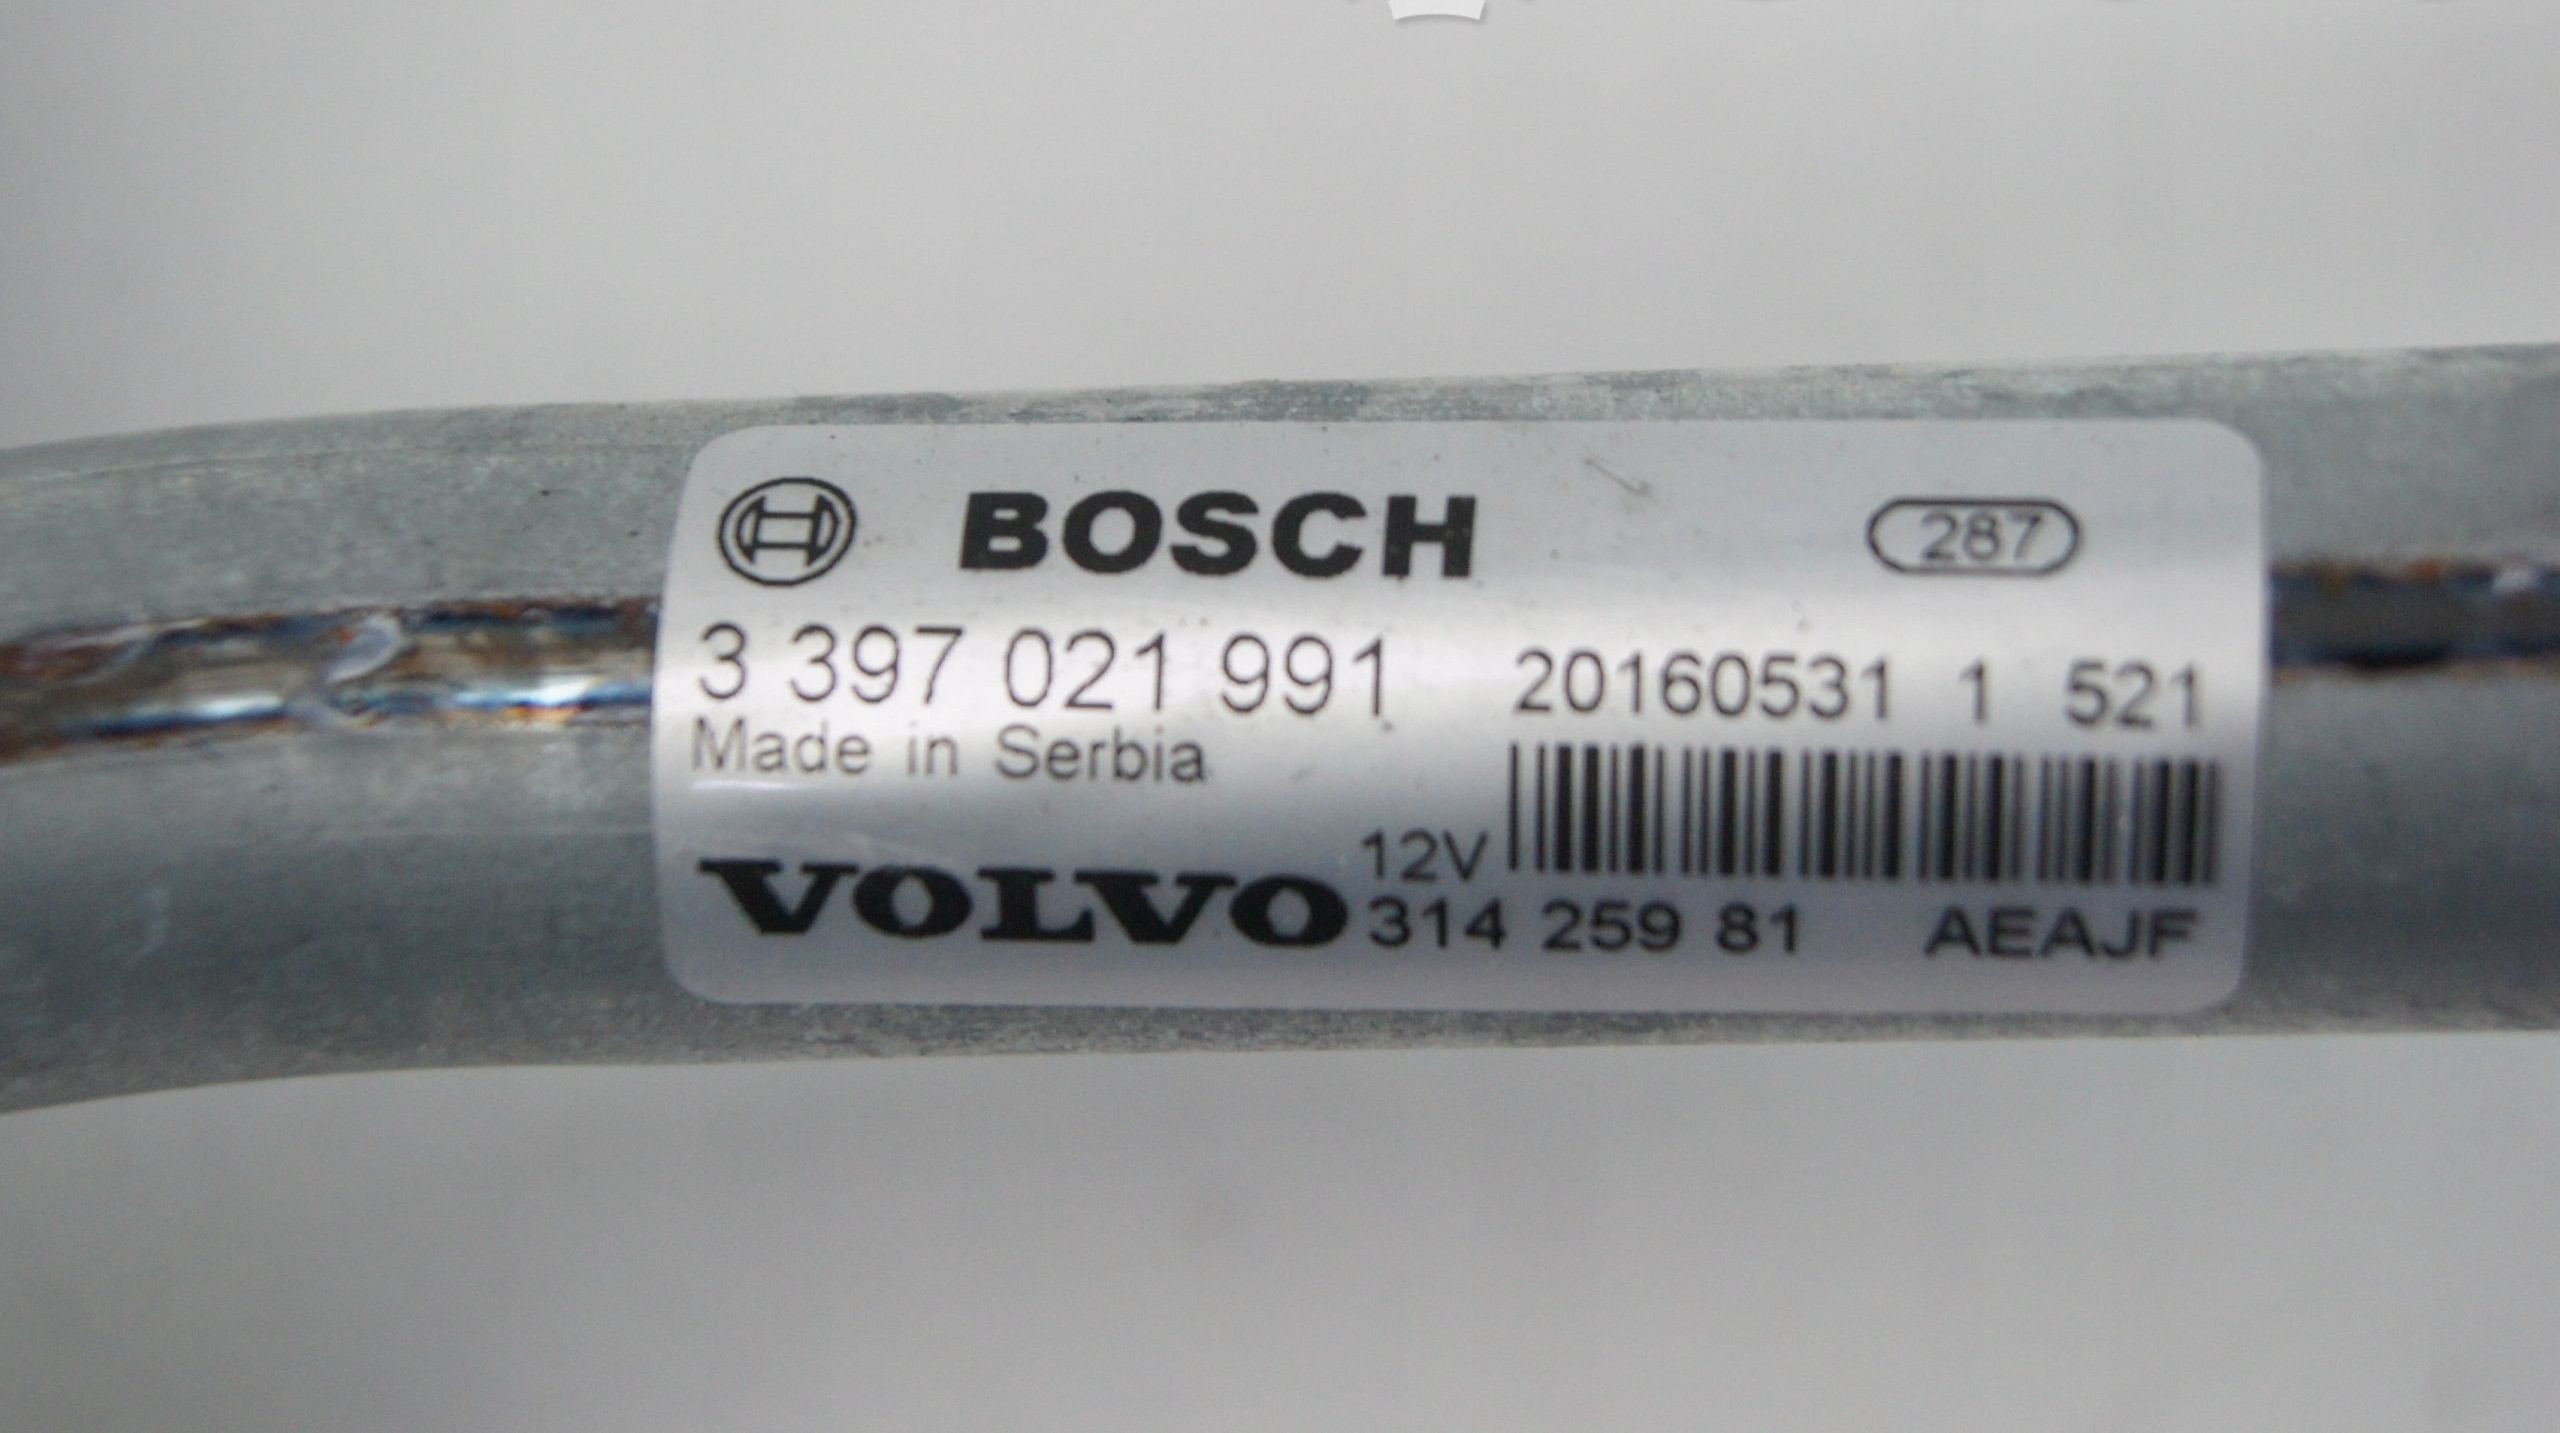 BOSCH 287
3 397 021 991 20160531 1 521
Made in Serbia
12V
VOLVO 314 259 81 AEAJF